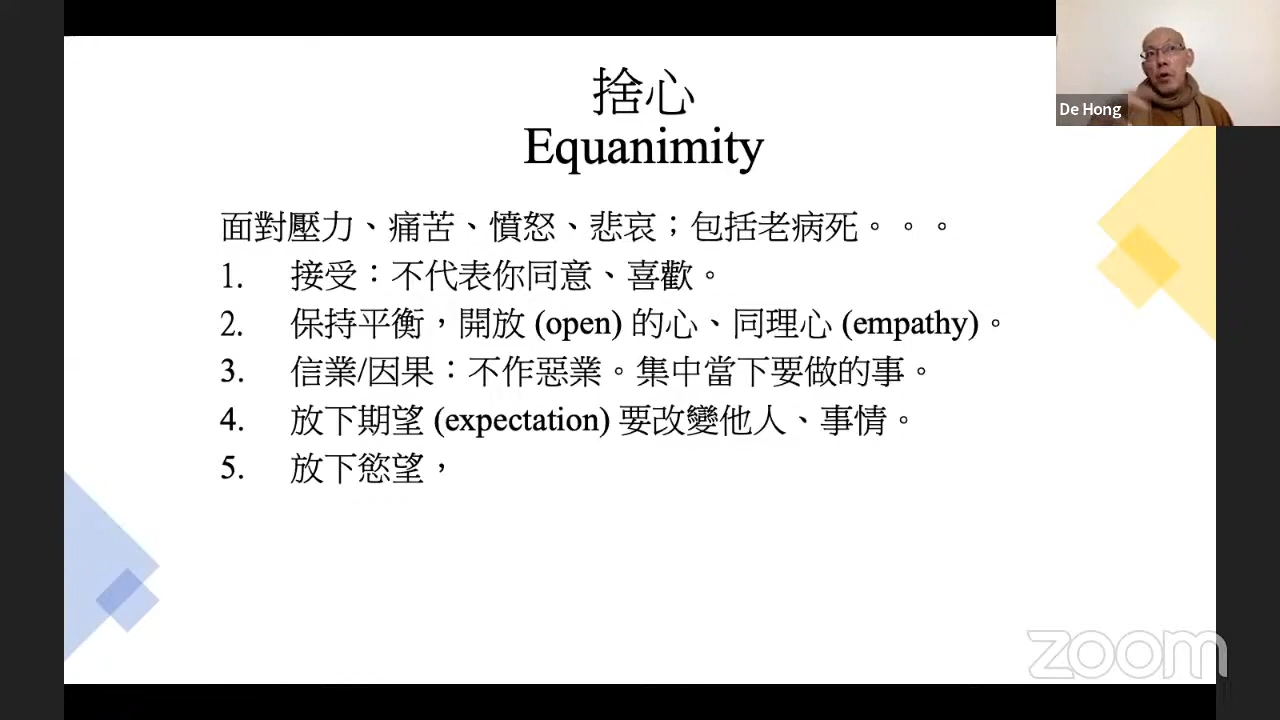 捨心
Equanimity
De Hong
面對壓力、痛苦、憤怒、悲哀；包括老病死。。。
1. 接受：不代表你同意、喜歡。
2. 保持平衡，開放 (open) 的心、同理心 (empathy)。
3. 信業/因果：不作惡業。集中當下要做的事。
4. 放下期望 (expectation) 要改變他人、事情。
5. 放下慾望，
zoom